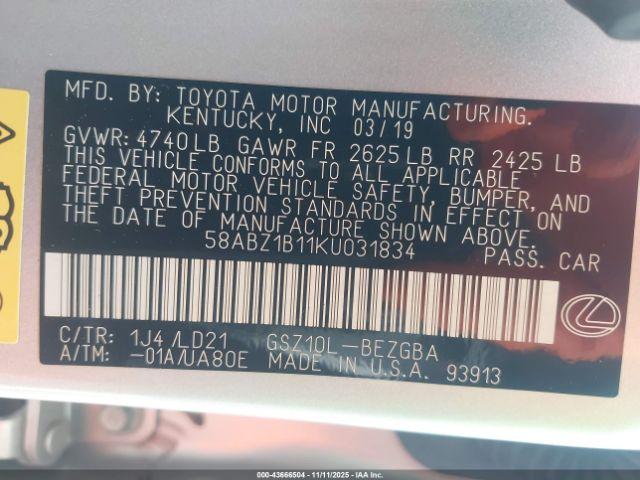 MFD. BY: TOYOTA MOTOR MANUFACTURING.
KENTUCKY, INC 03/19
GVWR: 4740LB GAWR FR 2625LB RR 2425 LB
THIS VEHICLE CONFORMS TO ALL APPLICABLE
FEDERAL MOTOR VEHICLE SAFETY, BUMPER, AND
THEFT PREVENTION STANDARDS IN EFFECT ON
THE DATE OF MANUFACTURE SHOWN ABOVE.
58ABZ1B11KU031834 PASS. CAR
C/TR: 1J4 /LD21 GSZ10L-BEZGBA
A/TM: -01A/UA80E MADE IN U.S.A. 93913
000-43666504 - 11/11/2025 - IAA Inc.